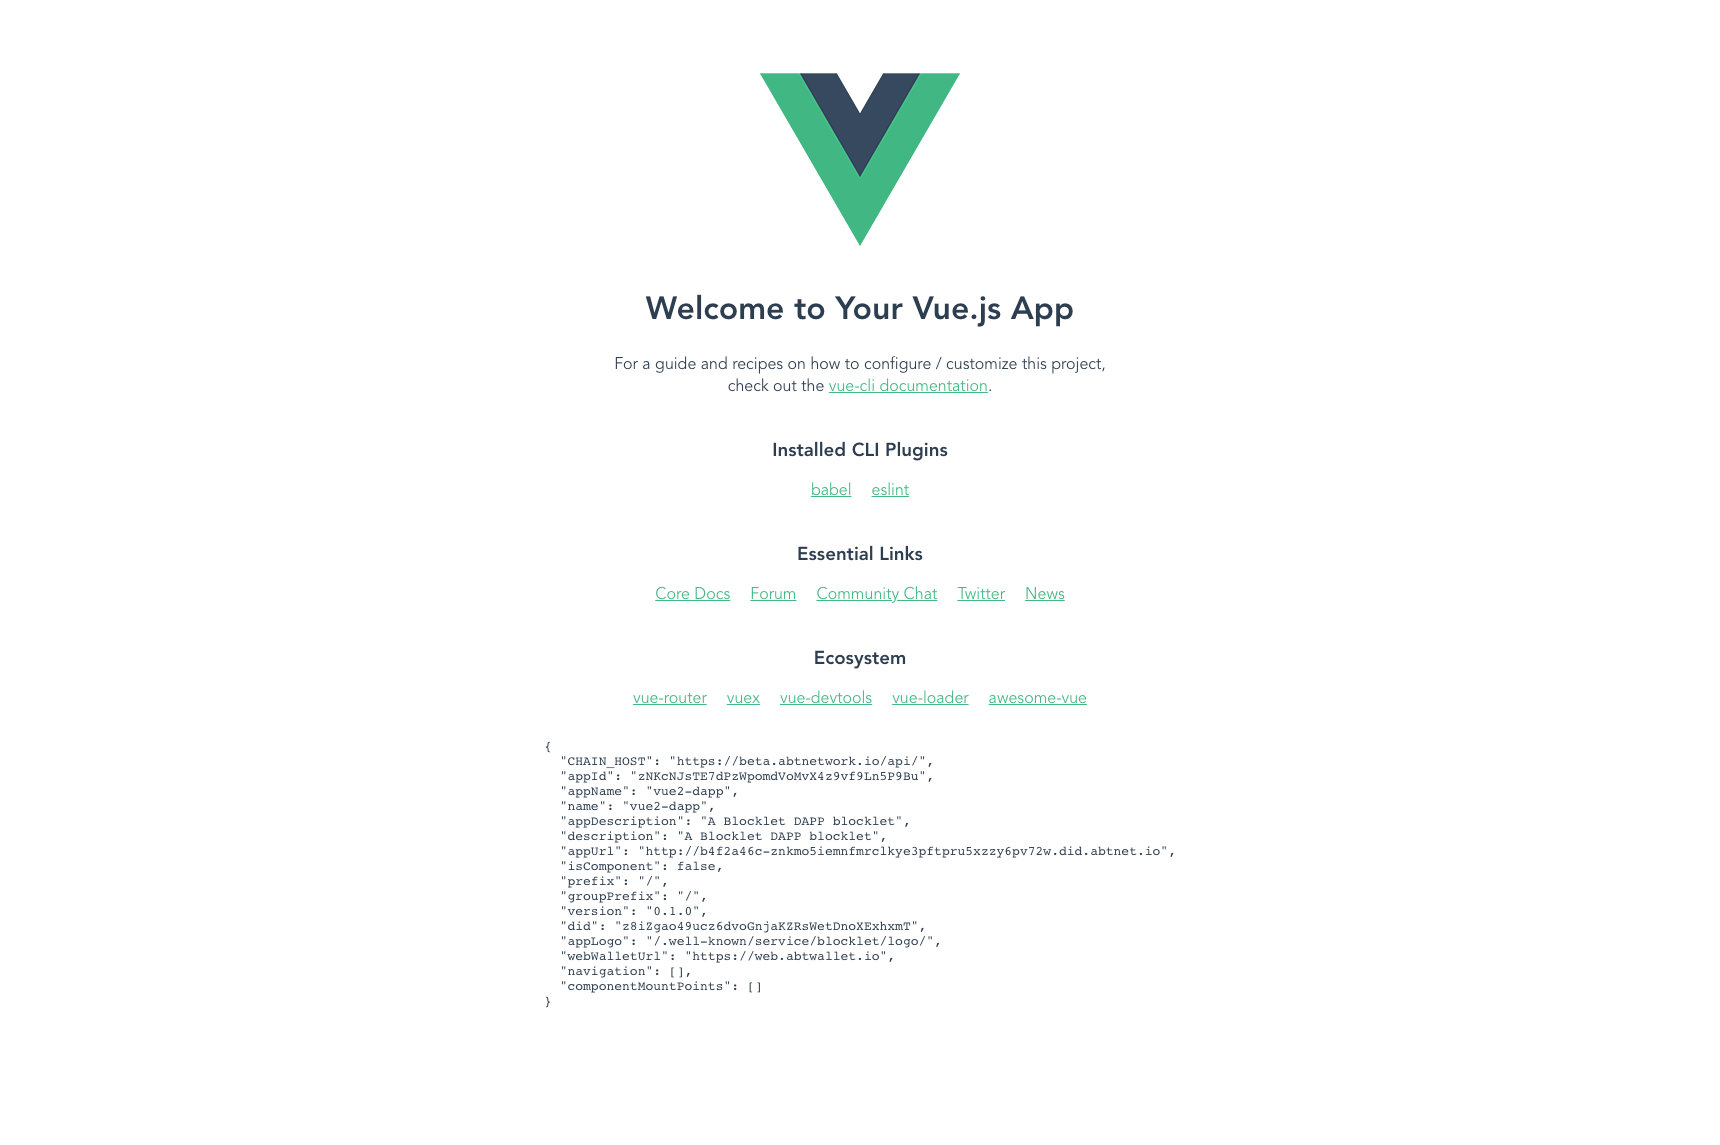 Welcome to Your Vue.js App
For a guide and recipes on how to configure / customize this project,
check out the vue-cli documentation.
Installed CLI Plugins
babel eslint
Essential Links
Core Docs Forum Community Chat Twitter News
Ecosystem
vue-router vuex vue-devtools vue-loader awesome-vue
{
  "CHAIN_HOST": "https://beta.abtnetwork.io/api/",
  "appId": "zNKcNJsTE7dPzWpomdVoMvX4z9vf9Ln5P9Bu",
  "appName": "vue2-dapp",
  "name": "vue2-dapp",
  "appDescription": "A Blocklet DAPP blocklet",
  "description": "A Blocklet DAPP blocklet",
  "appUrl": "http://b4f2a46c-znkmo5iemnfmrclkye3pftpru5xzzy6pv72w.did.abtnet.io",
  "isComponent": false,
  "prefix": "/",
  "groupPrefix": "/",
  "version": "0.1.0",
  "did": "z8iZgao49ucz6dvoGnjaKZRsWetDnoXExhxmT",
  "appLogo": "/.well-known/service/blocklet/logo/",
  "webWalletUrl": "https://web.abtwallet.io",
  "navigation": [],
  "componentMountPoints": []
}